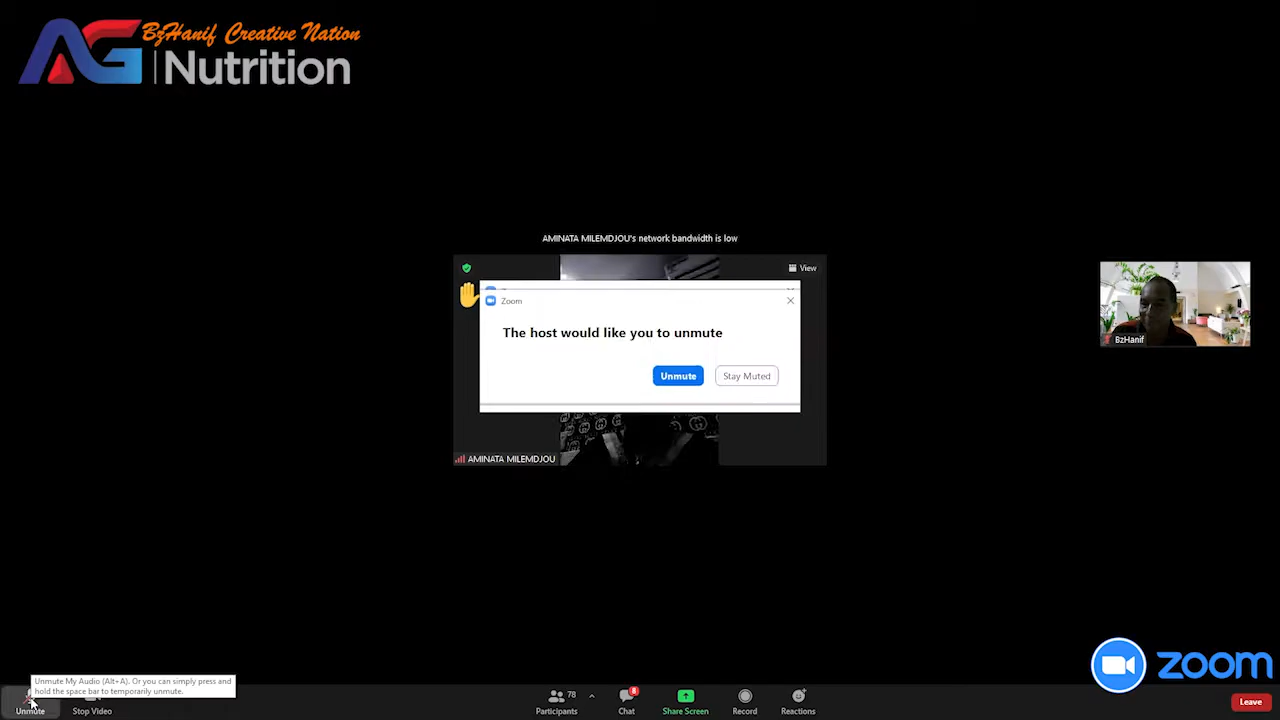 AG BzHanif Creative Nation
Nutrition
AMINATA MILEMDJOU's network bandwidth is low
View
Zoom
The host would like you to unmute
Unmute
Stay Muted
BzHanif
AMINATA MILEMDJOU
zoom
Unmute My Audio (Alt+A). Or you can simply press and
hold the space bar to temporarily unmute.
Unmute
Stop Video
78
Participants
8
Chat
Share Screen
Record
Reactions
Leave